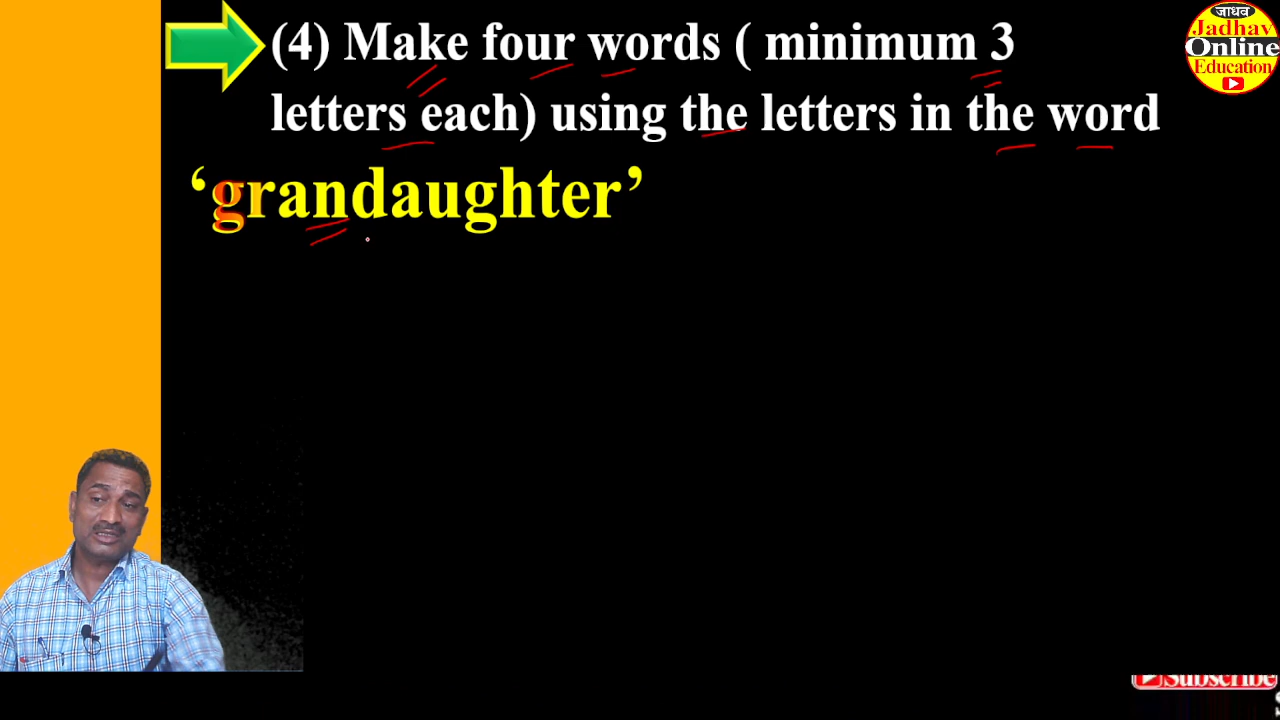 (4) Make four words ( minimum 3
letters each) using the letters in the word
‘grandaughter’
जाधव
Jadhav
Online
Education
Subscribe